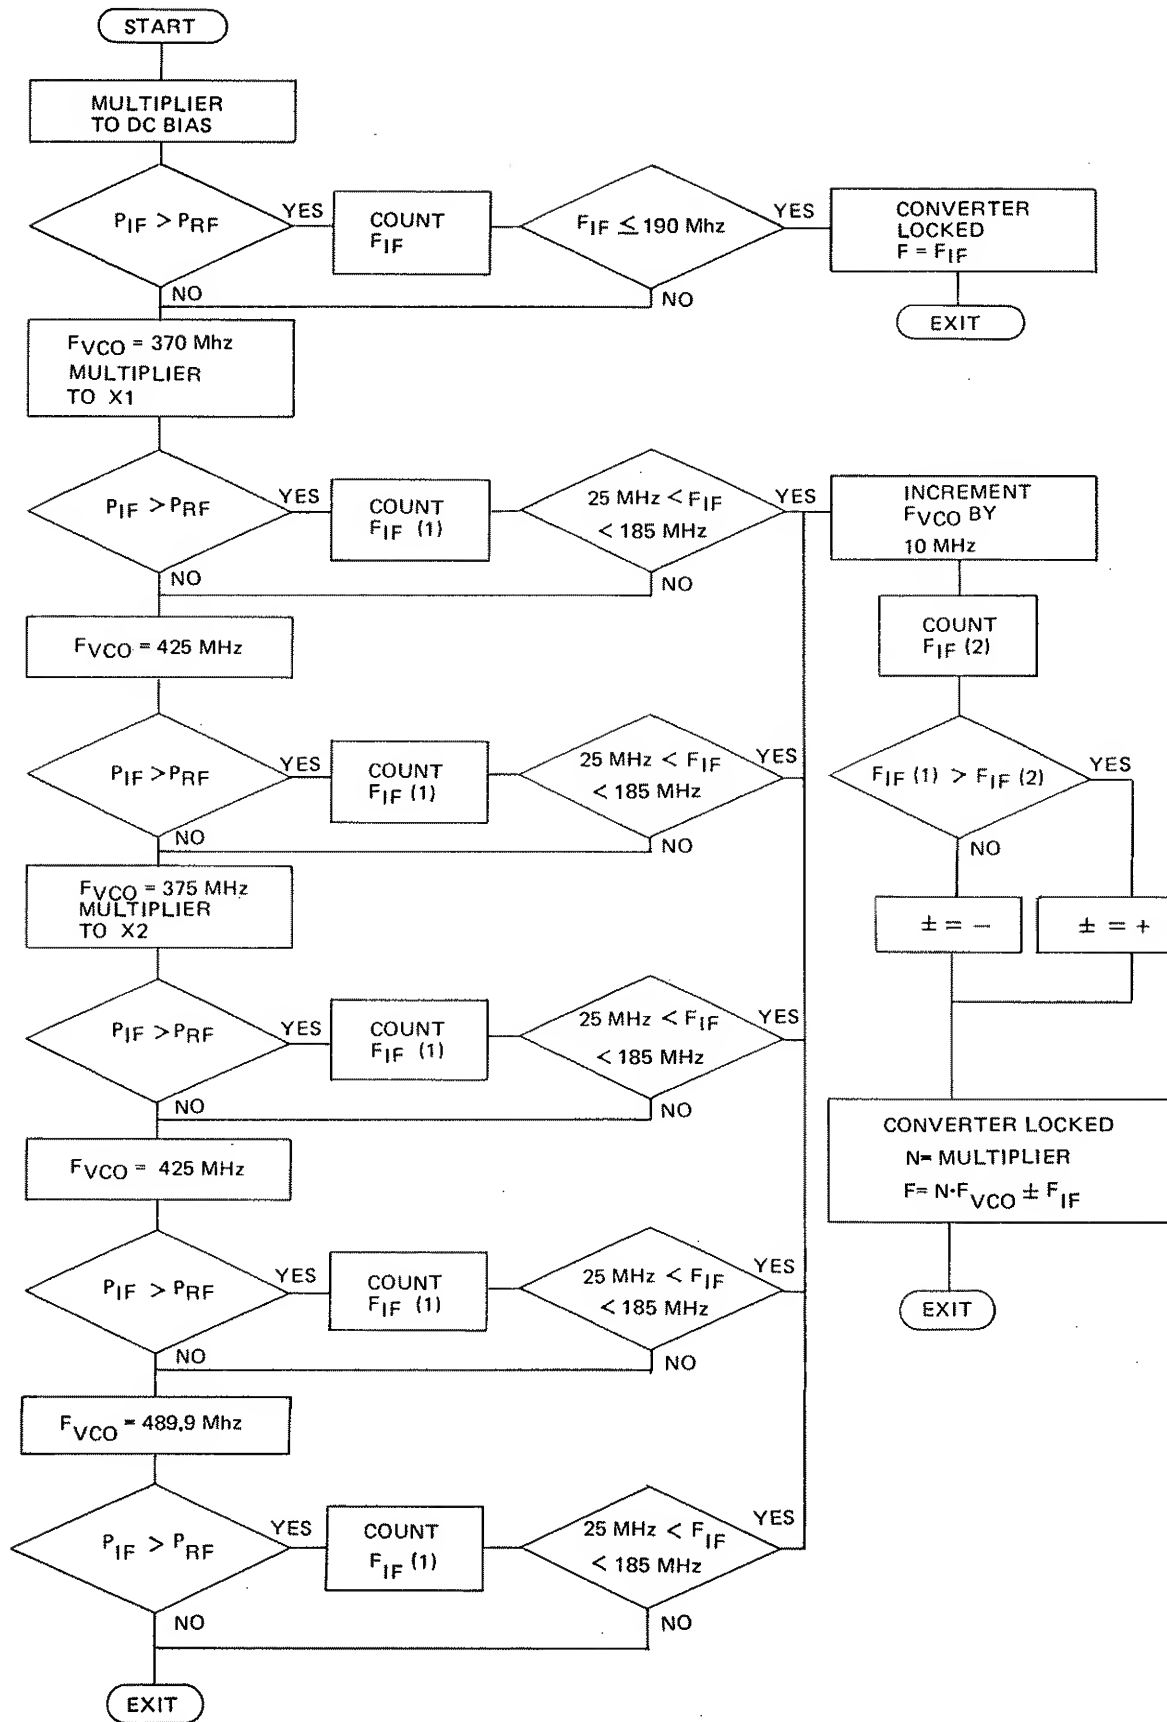 START
MULTIPLIER
TO DC BIAS
PIF > PRF
YES
COUNT
FIF
FIF ≤ 190 Mhz
YES
CONVERTER
LOCKED
F = FIF
NO
NO
EXIT
FVCO = 370 Mhz
MULTIPLIER
TO X1
PIF > PRF
YES
COUNT
FIF (1)
25 MHz < FIF
< 185 MHz
YES
INCREMENT
FVCO BY
10 MHz
NO
NO
FVCO = 425 MHz
COUNT
FIF (2)
PIF > PRF
YES
COUNT
FIF (1)
25 MHz < FIF
< 185 MHz
YES
FIF (1) > FIF (2)
YES
NO
NO
NO
FVCO = 375 MHz
MULTIPLIER
TO X2
± = −
± = +
PIF > PRF
YES
COUNT
FIF (1)
25 MHz < FIF
< 185 MHz
YES
NO
NO
CONVERTER LOCKED
N= MULTIPLIER
F= N·FVCO ± FIF
FVCO = 425 MHz
PIF > PRF
YES
COUNT
FIF (1)
25 MHz < FIF
< 185 MHz
YES
EXIT
NO
NO
FVCO = 489.9 Mhz
PIF > PRF
YES
COUNT
FIF (1)
25 MHz < FIF
< 185 MHz
YES
NO
NO
EXIT